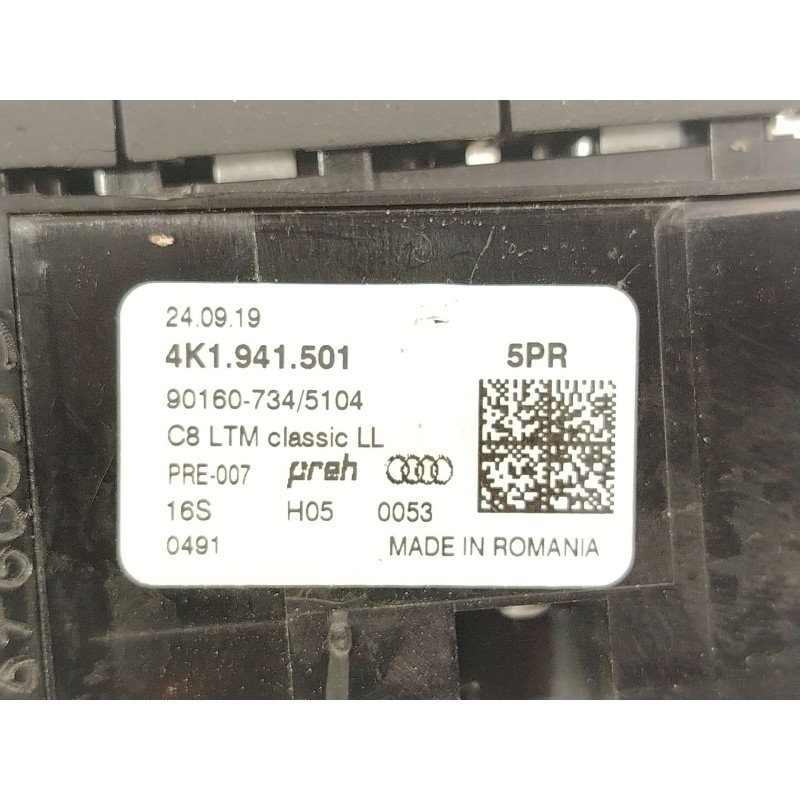 24.09.19
4K1.941.501 5PR
90160-734/5104
C8 LTM classic LL
PRE-007 preh
16S H05 0053
0491 MADE IN ROMANIA